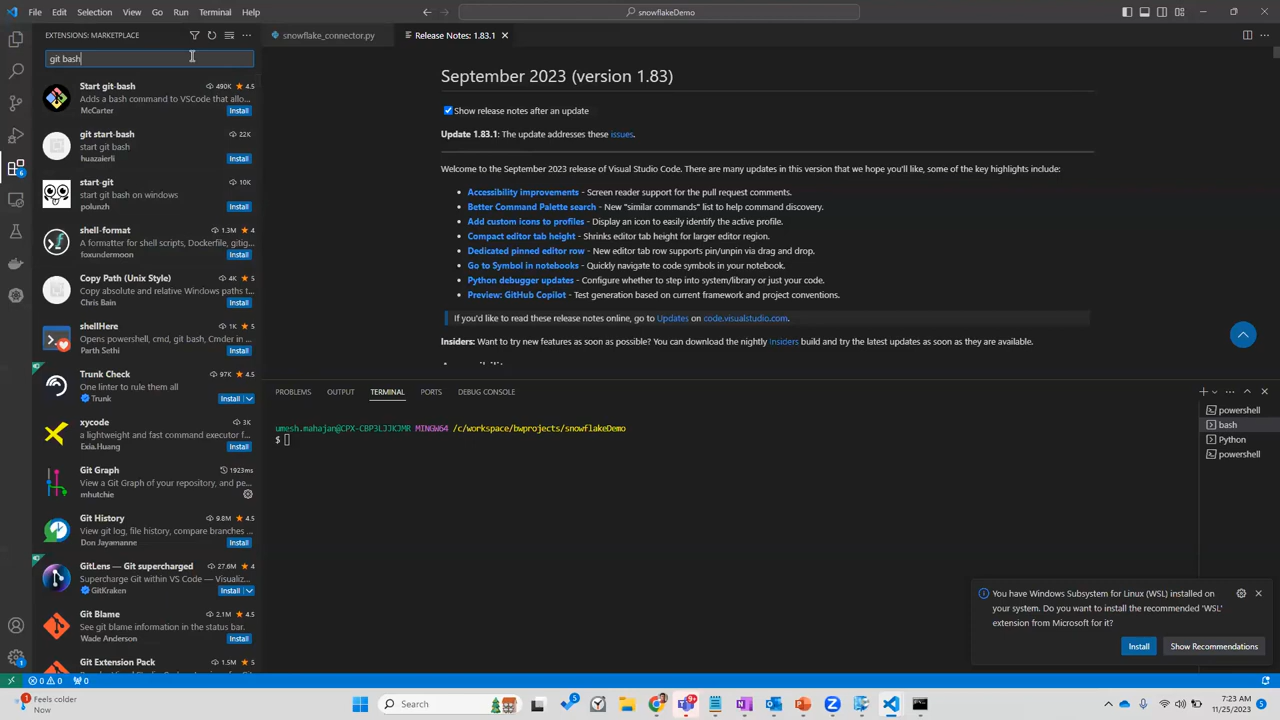 File Edit Selection View Go Run Terminal Help
snowflakeDemo
EXTENSIONS: MARKETPLACE
snowflake_connector.py
Release Notes: 1.83.1
git bash
Start git-bash
490K 4.5
Adds a bash command to VSCode that allo...
McCarter
Install
git start-bash
22K
start git bash
huazaierli
Install
start-git
10K
start git bash on windows
polunzh
Install
shell-format
1.3M 4
A formatter for shell scripts, Dockerfile, gitig...
foxundermoon
Install
Copy Path (Unix Style)
4K 5
Copy absolute and relative Windows paths t...
Chris Bain
Install
shellHere
1K 5
Opens powershell, cmd, git bash, Cmder in ...
Parth Sethi
Install
Trunk Check
97K 4.5
One linter to rule them all
Trunk
Install
xycode
3K
a lightweight and fast command executor f...
Exia.Huang
Install
Git Graph
1923ms
View a Git Graph of your repository, and pe...
mhutchie
Git History
9.8M 4.5
View git log, file history, compare branches ...
Don Jayamanne
Install
GitLens — Git supercharged
27.6M 4
Supercharge Git within VS Code — Visualiz...
GitKraken
Install
Git Blame
2.1M 4.5
See git blame information in the status bar.
Wade Anderson
Install
Git Extension Pack
1.5M 5
6
1
September 2023 (version 1.83)
Show release notes after an update
Update 1.83.1: The update addresses these issues.
Welcome to the September 2023 release of Visual Studio Code. There are many updates in this version that we hope you'll like, some of the key highlights include:
• Accessibility improvements - Screen reader support for the pull request comments.
• Better Command Palette search - New "similar commands" list to help command discovery.
• Add custom icons to profiles - Display an icon to easily identify the active profile.
• Compact editor tab height - Shrinks editor tab height for larger editor region.
• Dedicated pinned editor row - New editor tab row supports pin/unpin via drag and drop.
• Go to Symbol in notebooks - Quickly navigate to code symbols in your notebook.
• Python debugger updates - Configure whether to step into system/library or just your code.
• Preview: GitHub Copilot - Test generation based on current framework and project conventions.
If you'd like to read these release notes online, go to Updates on code.visualstudio.com.
Insiders: Want to try new features as soon as possible? You can download the nightly Insiders build and try the latest updates as soon as they are available.
PROBLEMS OUTPUT TERMINAL PORTS DEBUG CONSOLE
umesh.mahajan@CPX-CBP3LJJKJMR MINGW64 /c/workspace/bwprojects/snowflakeDemo
$
powershell
bash
Python
powershell
You have Windows Subsystem for Linux (WSL) installed on
your system. Do you want to install the recommended 'WSL'
extension from Microsoft for it?
Install
Show Recommendations
0 0 0
1
Feels colder
Now
Search
5
9+
7:23 AM
11/25/2023